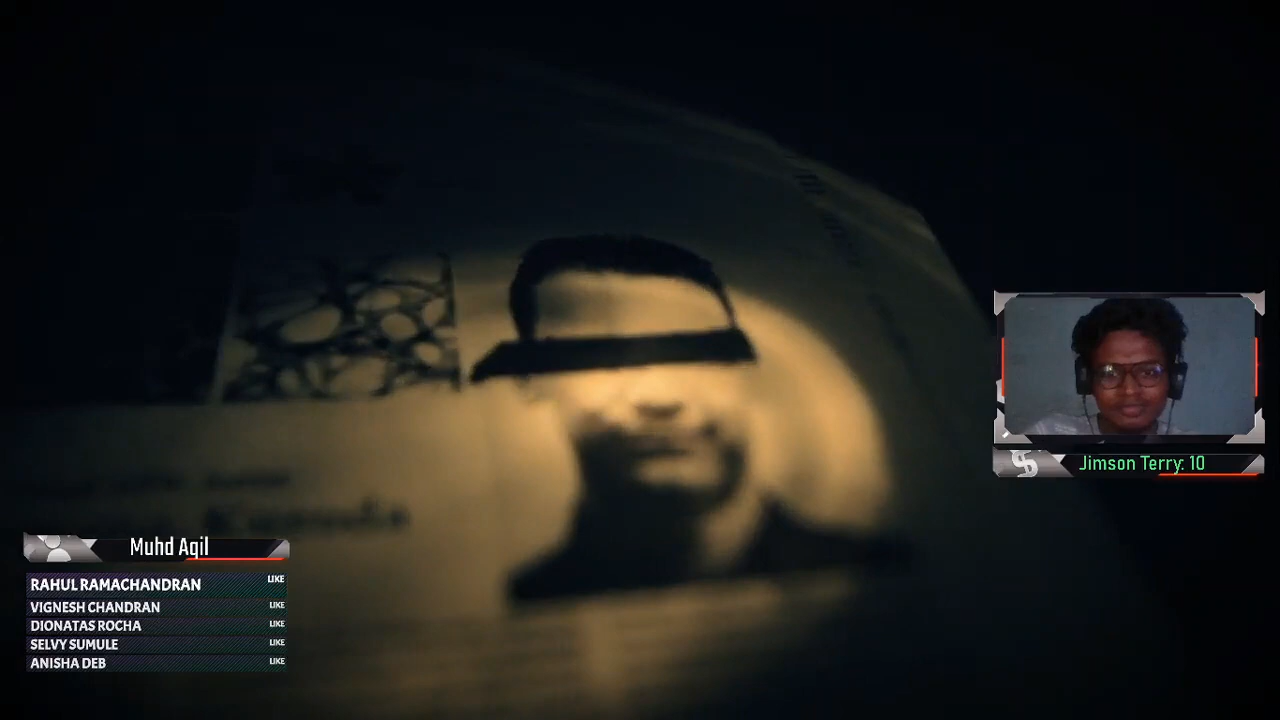 Jimson Terry: 10
Muhd Aqil
RAHUL RAMACHANDRAN LIKE
VIGNESH CHANDRAN LIKE
DIONATAS ROCHA LIKE
SELVY SUMULE LIKE
ANISHA DEB LIKE